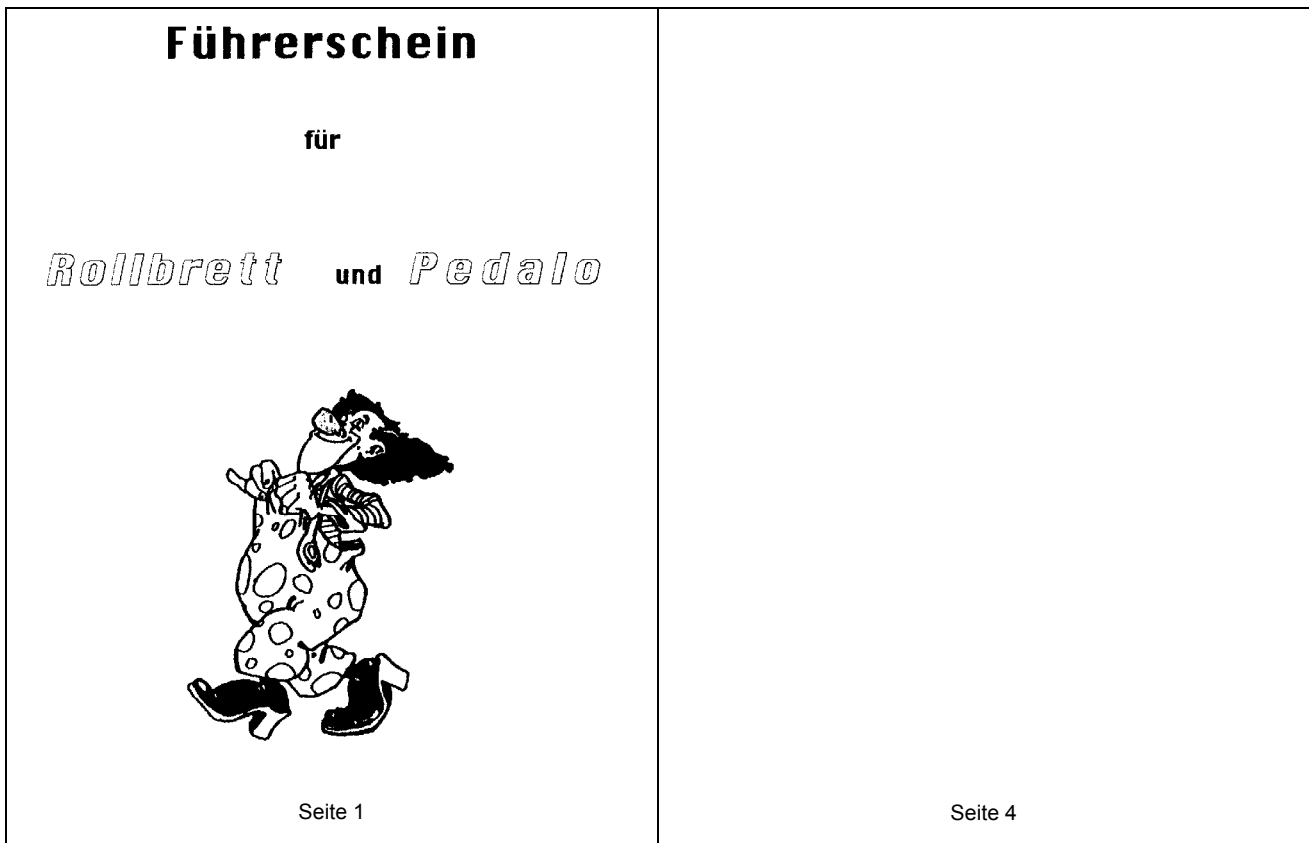 Führerschein
für
Rollbrett und Pedalo
Seite 1
Seite 4